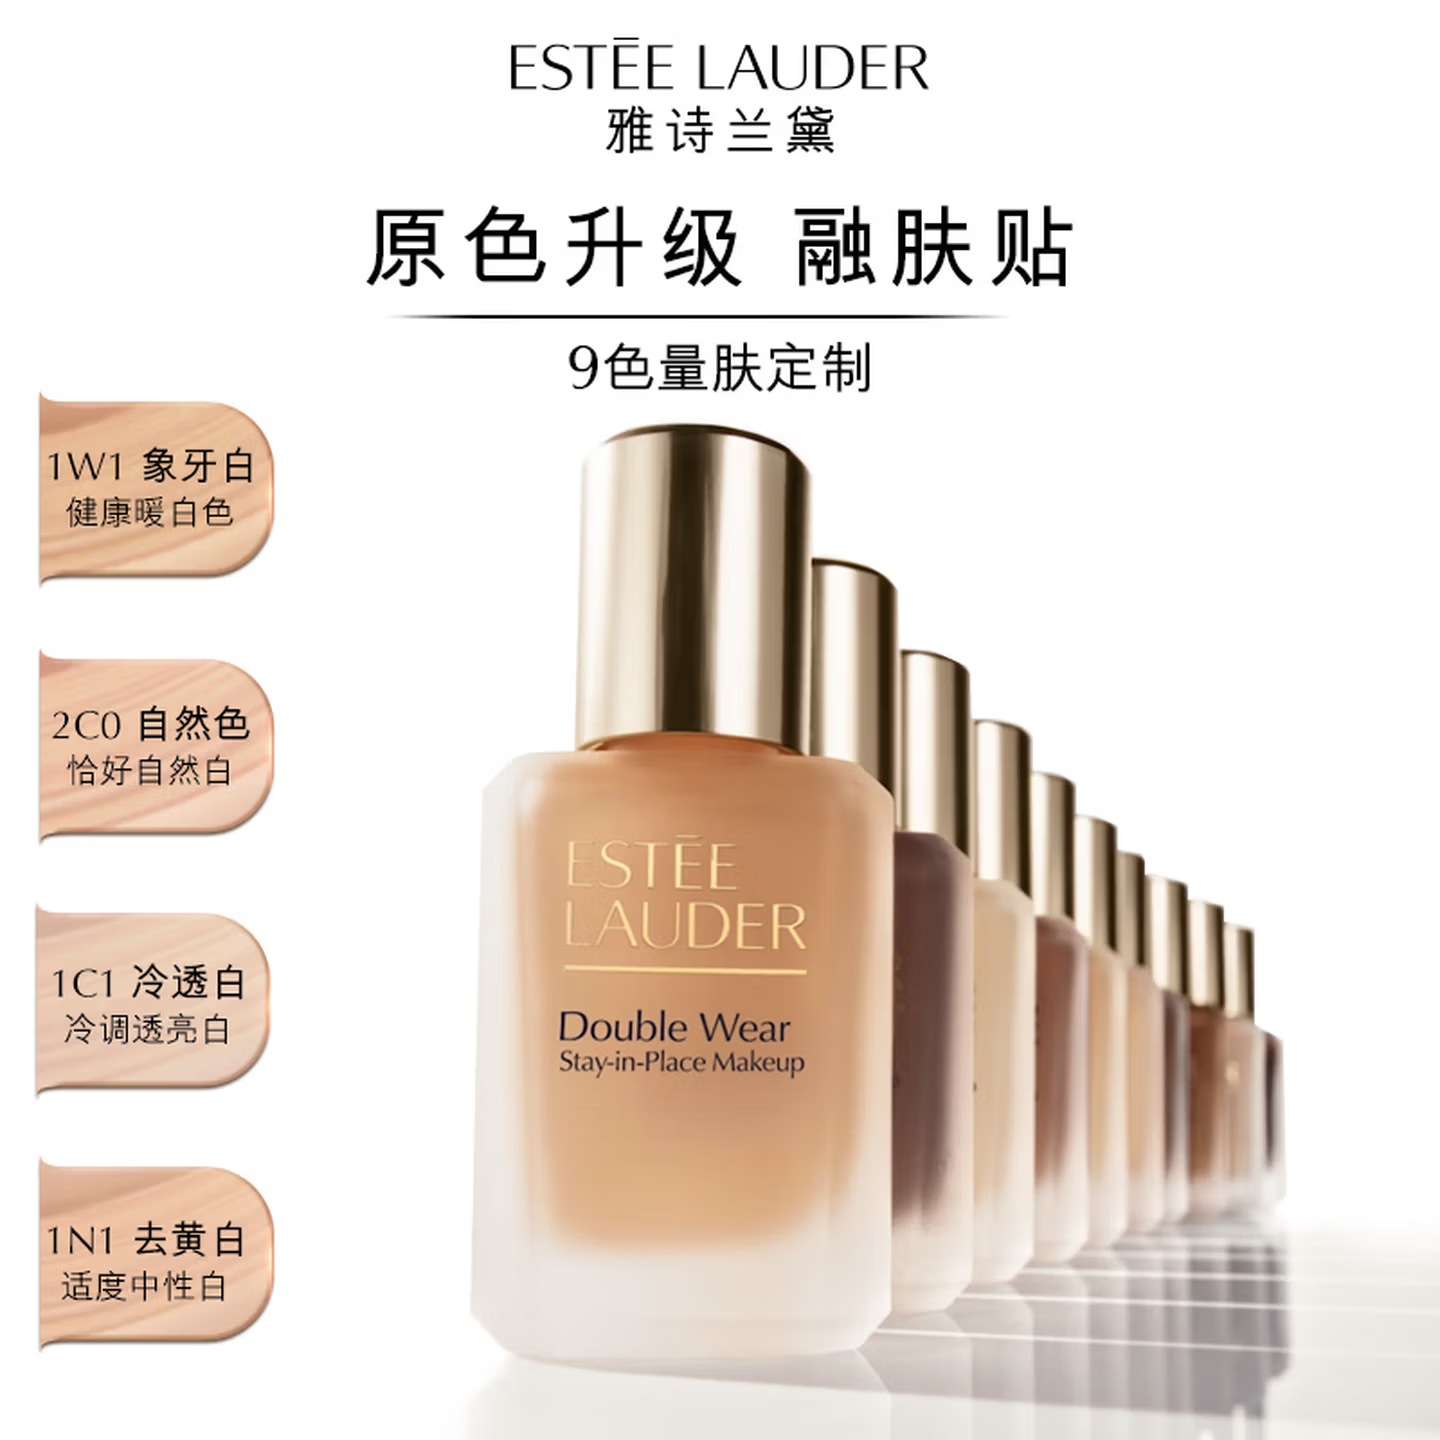 ESTĒE LAUDER
雅诗兰黛
原色升级 融肤贴
9色量肤定制
1W1 象牙白
健康暖白色
2C0 自然色
恰好自然白
1C1 冷透白
冷调透亮白
1N1 去黄白
适度中性白
ESTĒE
LAUDER
Double Wear
Stay-in-Place Makeup